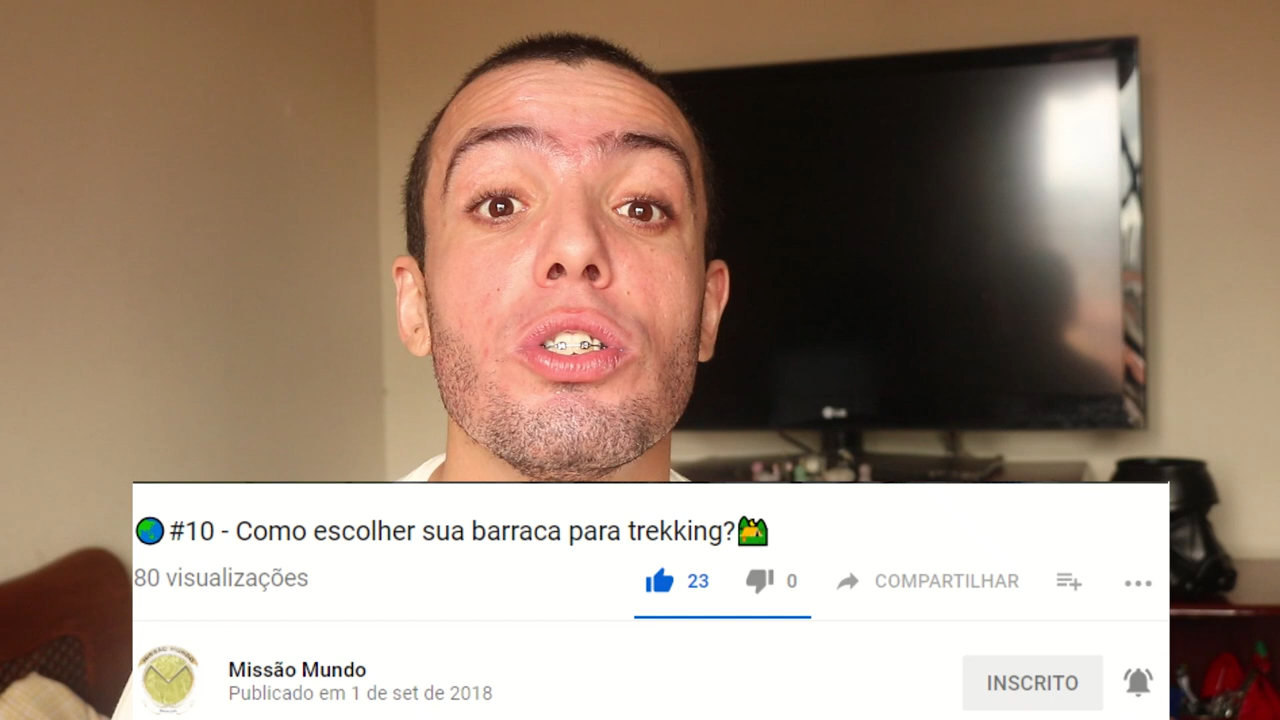 LG
#10 - Como escolher sua barraca para trekking?
80 visualizações
23
0
COMPARTILHAR
Missão Mundo
Publicado em 1 de set de 2018
INSCRITO